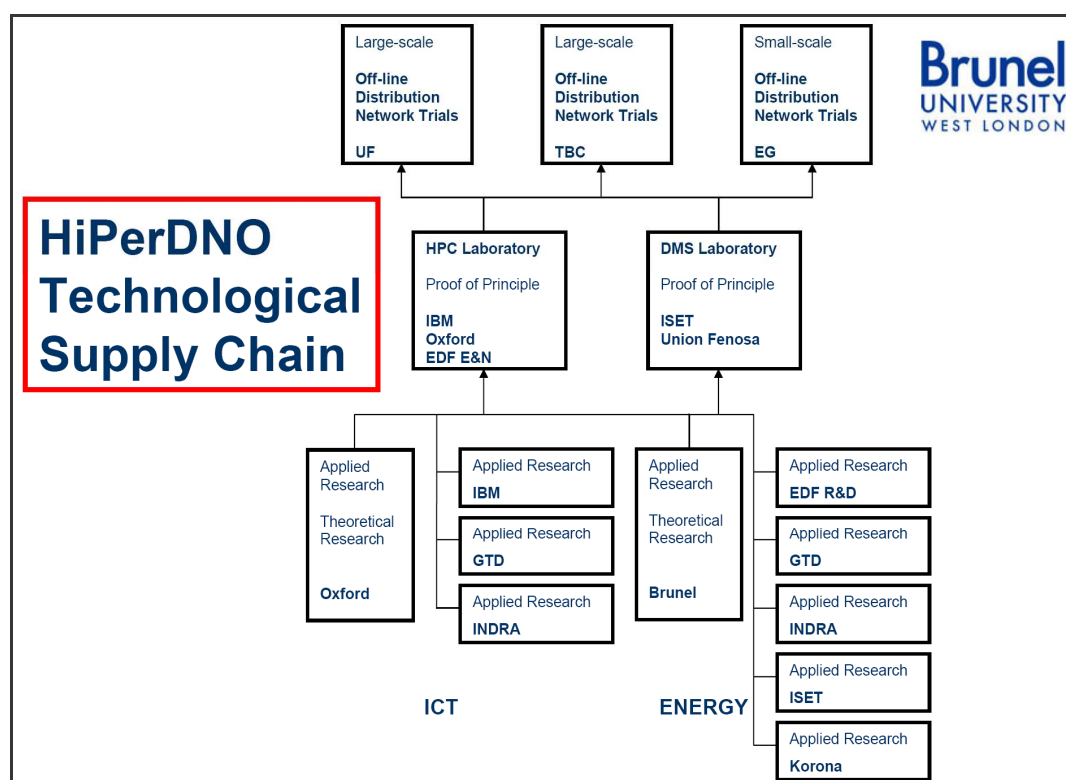 Large-scale
Off-line
Distribution
Network Trials
UF
Large-scale
Off-line
Distribution
Network Trials
TBC
Small-scale
Off-line
Distribution
Network Trials
EG
Brunel
UNIVERSITY
WEST LONDON
HiPerDNO
Technological
Supply Chain
HPC Laboratory
Proof of Principle
IBM
Oxford
EDF E&N
DMS Laboratory
Proof of Principle
ISET
Union Fenosa
Applied
Research
Theoretical
Research
Oxford
Applied Research
IBM
Applied Research
GTD
Applied Research
INDRA
Applied
Research
Theoretical
Research
Brunel
Applied Research
EDF R&D
Applied Research
GTD
Applied Research
INDRA
Applied Research
ISET
Applied Research
Korona
ICT
ENERGY